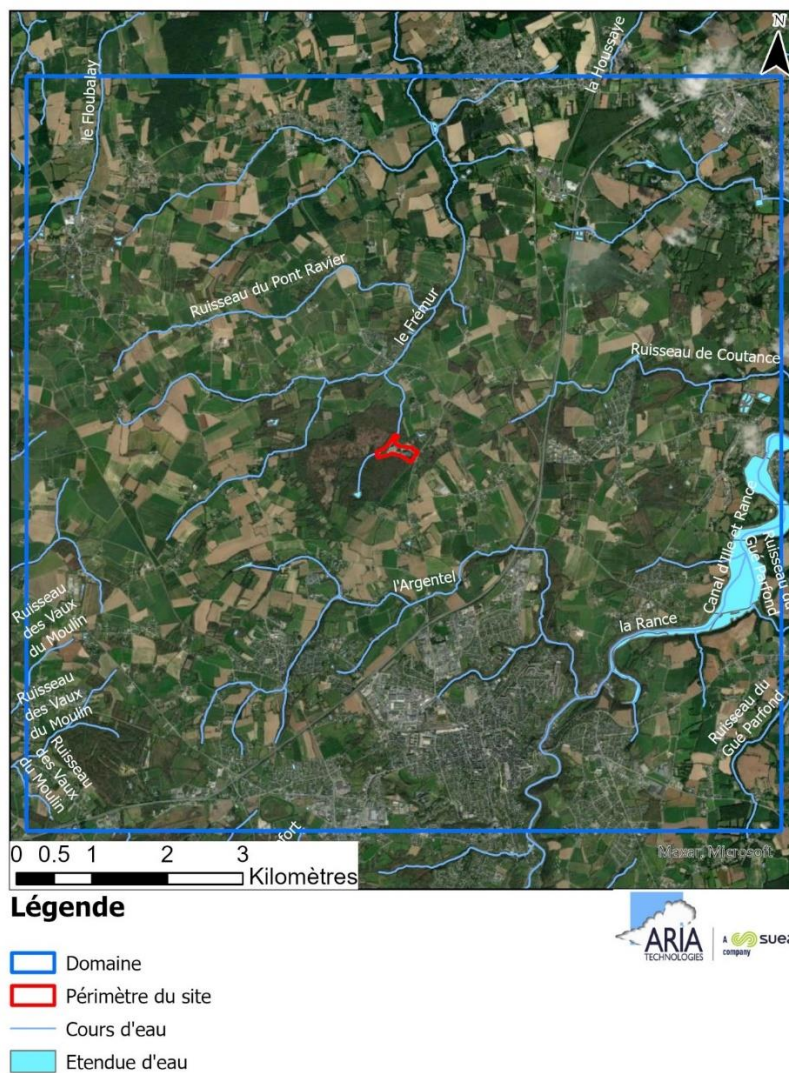 N
la Houssaye
le Floubalay
Ruisseau du Pont Ravier
le Frémur
Ruisseau de Coutance
Canal d'Ille et Rance
Ruisseau du
Gué Parfond
l'Argentel
la Rance
Ruisseau
des Vaux
du Moulin
Ruisseau
des Vaux
du Moulin
Ruisseau
des Vaux
du Moulin
Ruisseau du
Gué Parfond
fort
Maxar, Microsoft
0 0.5 1 2 3
Kilomètres
Légende
Domaine
Périmètre du site
Cours d'eau
Etendue d'eau
ARIA
TECHNOLOGIES
A
company
suez